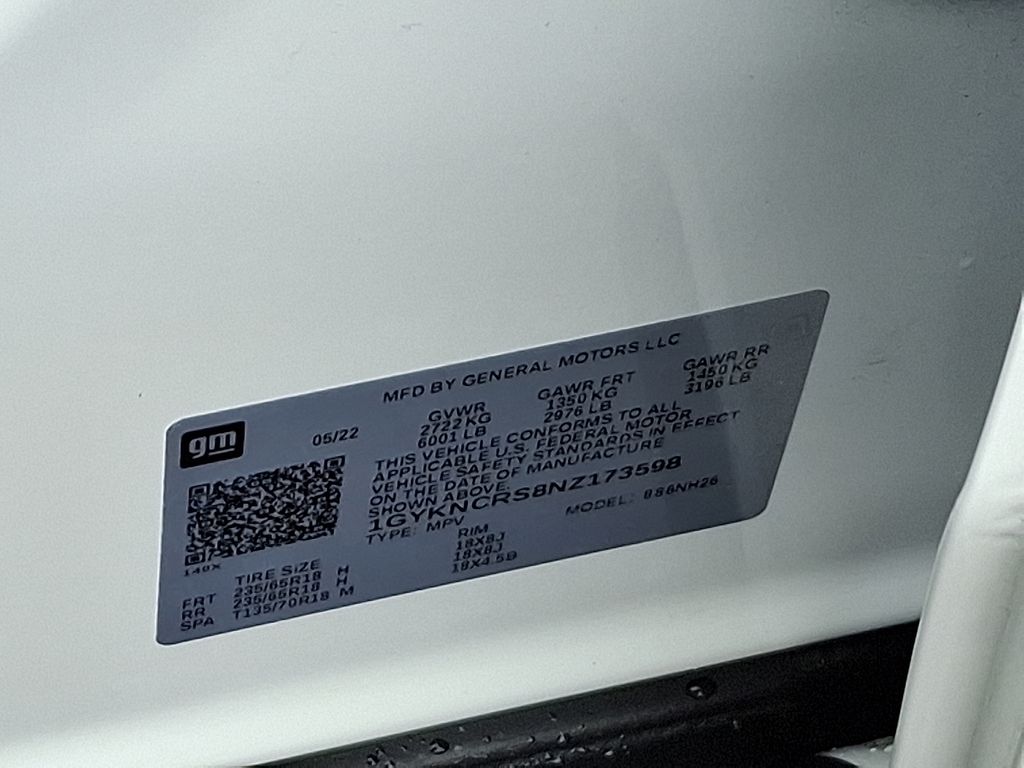 MFD BY GENERAL MOTORS LLC
gm 05/22 GVWR GAWR FRT GAWR RR
2722 KG 1350 KG 1450 KG
6001 LB 2976 LB 3196 LB
THIS VEHICLE CONFORMS TO ALL
APPLICABLE U.S. FEDERAL MOTOR
VEHICLE SAFETY STANDARDS IN EFFECT
ON THE DATE OF MANUFACTURE
SHOWN ABOVE.
1GYKNCRS8NZ173598
TYPE: MPV MODEL: 6NH26
140X
TIRE SIZE RIM
FRT 235/65R18 H 18X8J
RR 235/65R18 H 18X8J
SPA T135/70R18 M 18X4.5B